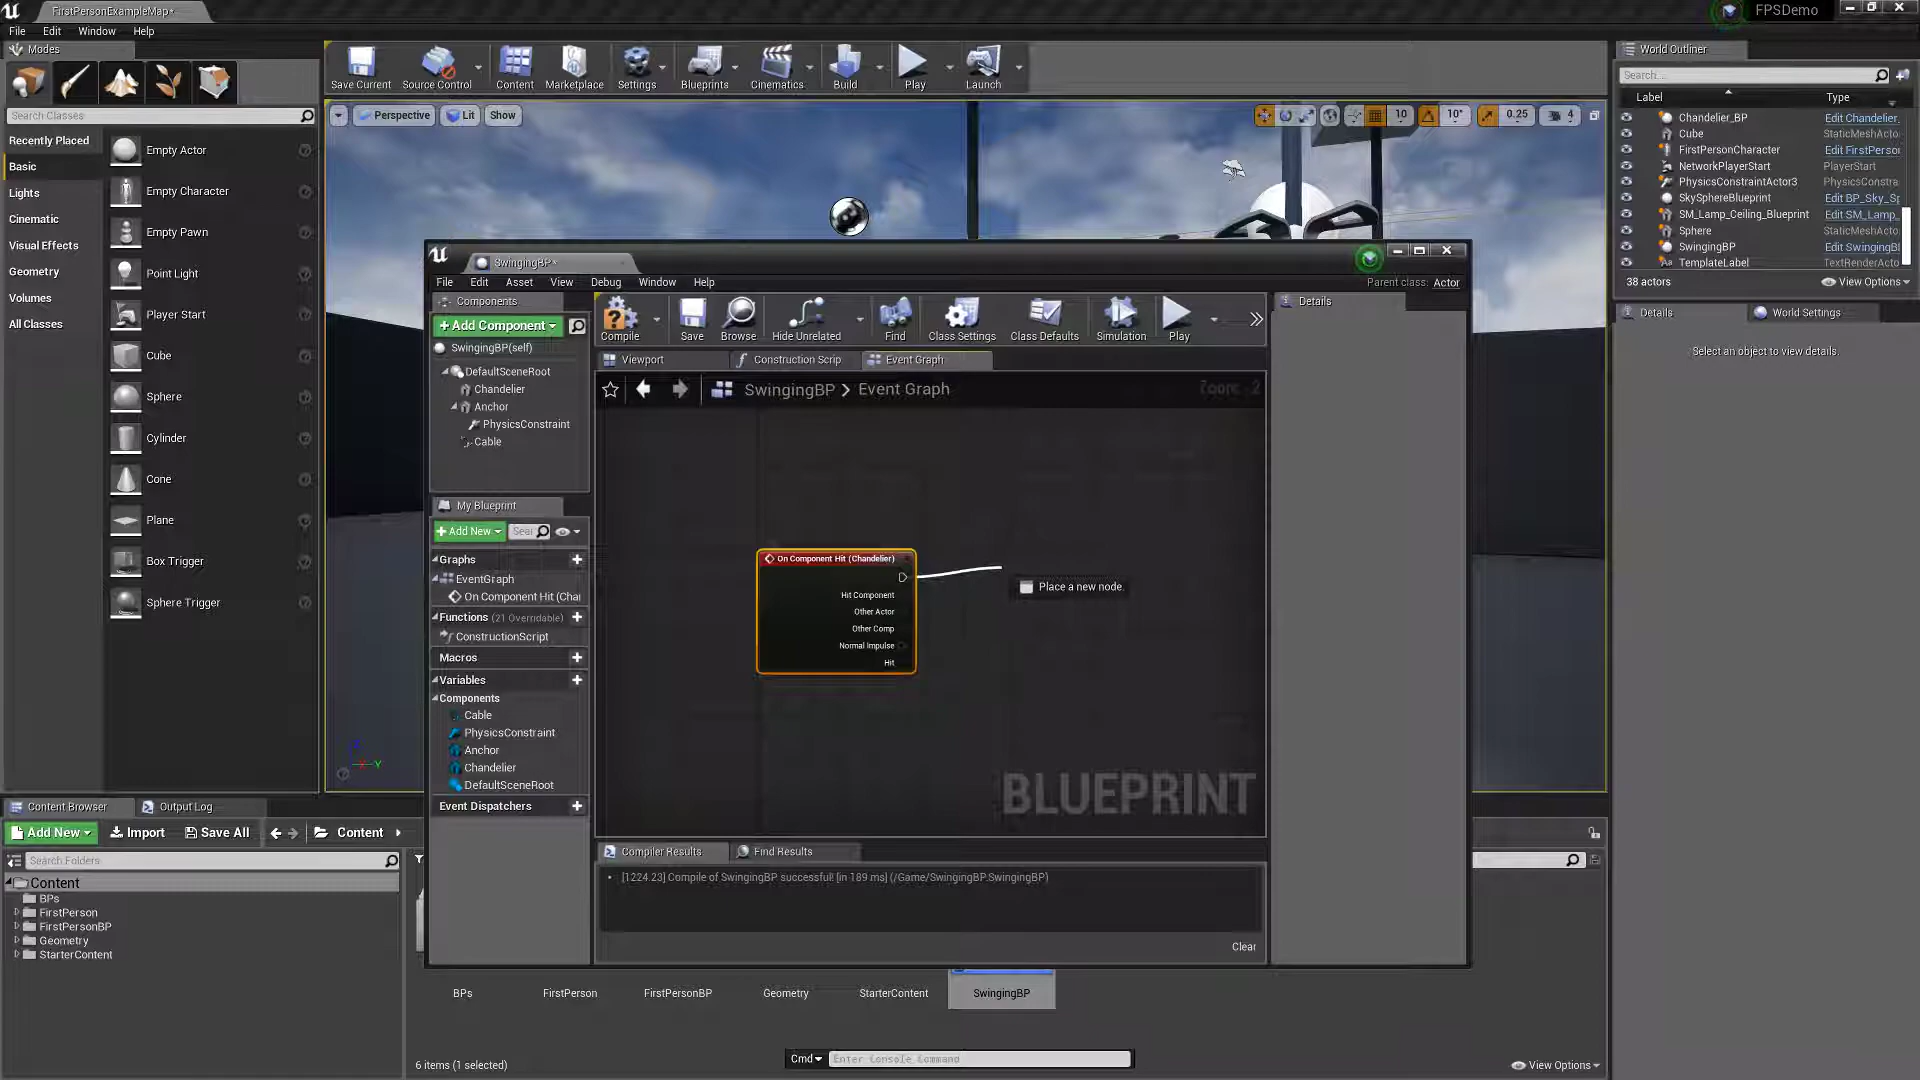 FirstPersonExampleMap*
FPSDemo
File Edit Window Help
Modes
Search Classes
Recently Placed
Basic
Lights
Cinematic
Visual Effects
Geometry
Volumes
All Classes
Empty Actor
Empty Character
Empty Pawn
Point Light
Player Start
Cube
Sphere
Cylinder
Cone
Plane
Box Trigger
Sphere Trigger
Save Current
Source Control
Content
Marketplace
Settings
Blueprints
Cinematics
Build
Play
Launch
Perspective
Lit
Show
10
10°
0.25
4
World Outliner
Search...
Label
Type
Chandelier_BP Edit Chandelier_
Cube StaticMeshActo
FirstPersonCharacter Edit FirstPerso
NetworkPlayerStart PlayerStart
PhysicsConstraintActor3 PhysicsConstra
SkySphereBlueprint Edit BP_Sky_Sp
SM_Lamp_Ceiling_Blueprint Edit SM_Lamp_
Sphere StaticMeshActo
SwingingBP Edit SwingingB
TemplateLabel TextRenderActo
38 actors
View Options
Details
World Settings
Select an object to view details.
SwingingBP*
File Edit Asset View Debug Window Help
Parent class: Actor
Components
Add Component
SwingingBP(self)
DefaultSceneRoot
Chandelier
Anchor
PhysicsConstraint
Cable
Compile
Save
Browse
Hide Unrelated
Find
Class Settings
Class Defaults
Simulation
Play
Details
Viewport
Construction Scrip
Event Graph
SwingingBP > Event Graph
Zoom -2
My Blueprint
Add New
Sear
Graphs
EventGraph
On Component Hit (Chan
Functions (21 Overridable)
ConstructionScript
Macros
Variables
Components
Cable
PhysicsConstraint
Anchor
Chandelier
DefaultSceneRoot
Event Dispatchers
On Component Hit (Chandelier)
Hit Component
Other Actor
Other Comp
Normal Impulse
Hit
Place a new node.
BLUEPRINT
Compiler Results
Find Results
[1224.23] Compile of SwingingBP successful! [in 189 ms] (/Game/SwingingBP.SwingingBP)
Clear
Content Browser
Output Log
Add New
Import
Save All
Content
Search Folders
Content
BPs
FirstPerson
FirstPersonBP
Geometry
StarterContent
BPs
FirstPerson
FirstPersonBP
Geometry
StarterContent
SwingingBP
6 items (1 selected)
Cmd
Enter Console Command
View Options